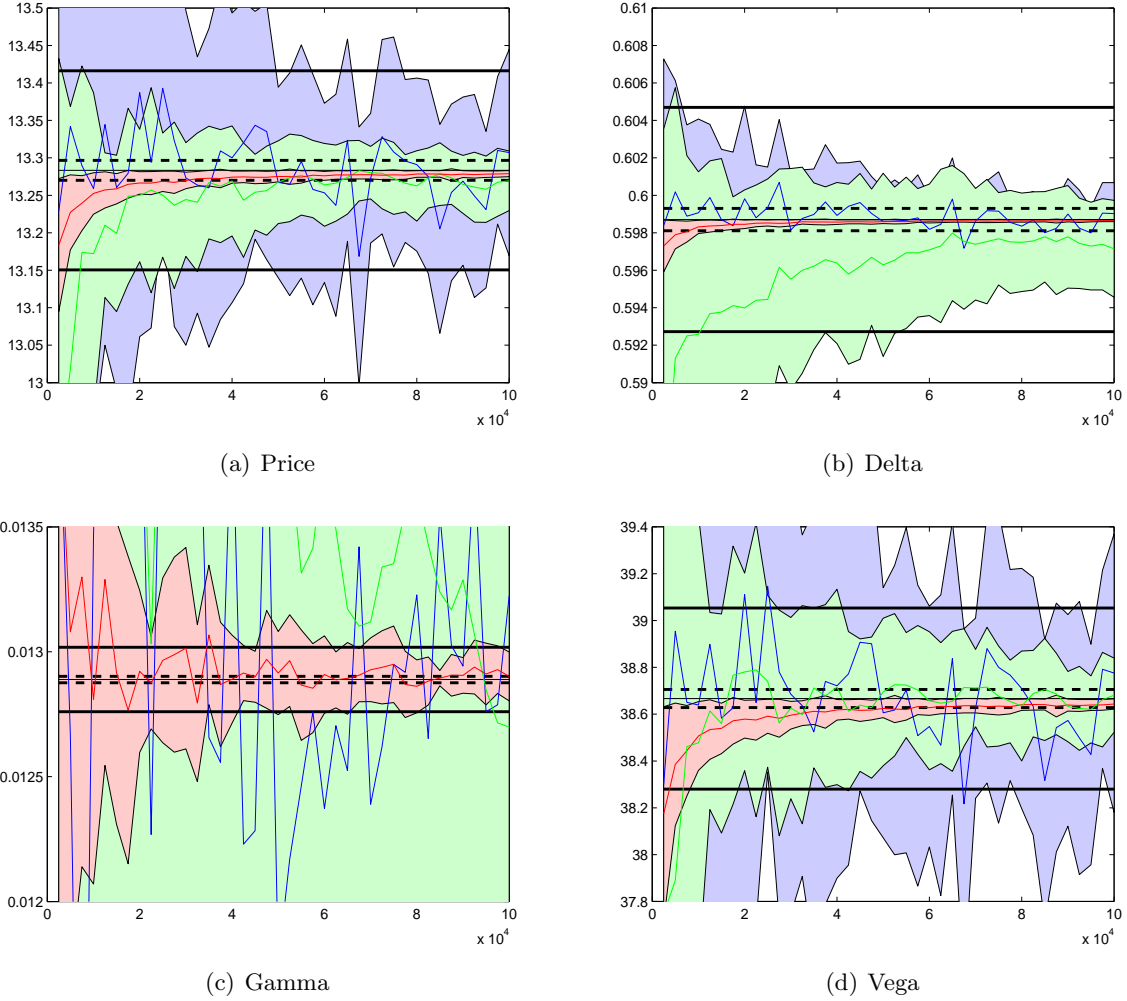 13.5
13.45
13.4
13.35
13.3
13.25
13.2
13.15
13.1
13.05
13
0 2 4 6 8 10
x 10^4
(a) Price
0.61
0.608
0.606
0.604
0.602
0.6
0.598
0.596
0.594
0.592
0.59
0 2 4 6 8 10
x 10^4
(b) Delta
0.0135
0.013
0.0125
0.012
0 2 4 6 8 10
x 10^4
(c) Gamma
39.4
39.2
39
38.8
38.6
38.4
38.2
38
37.8
0 2 4 6 8 10
x 10^4
(d) Vega